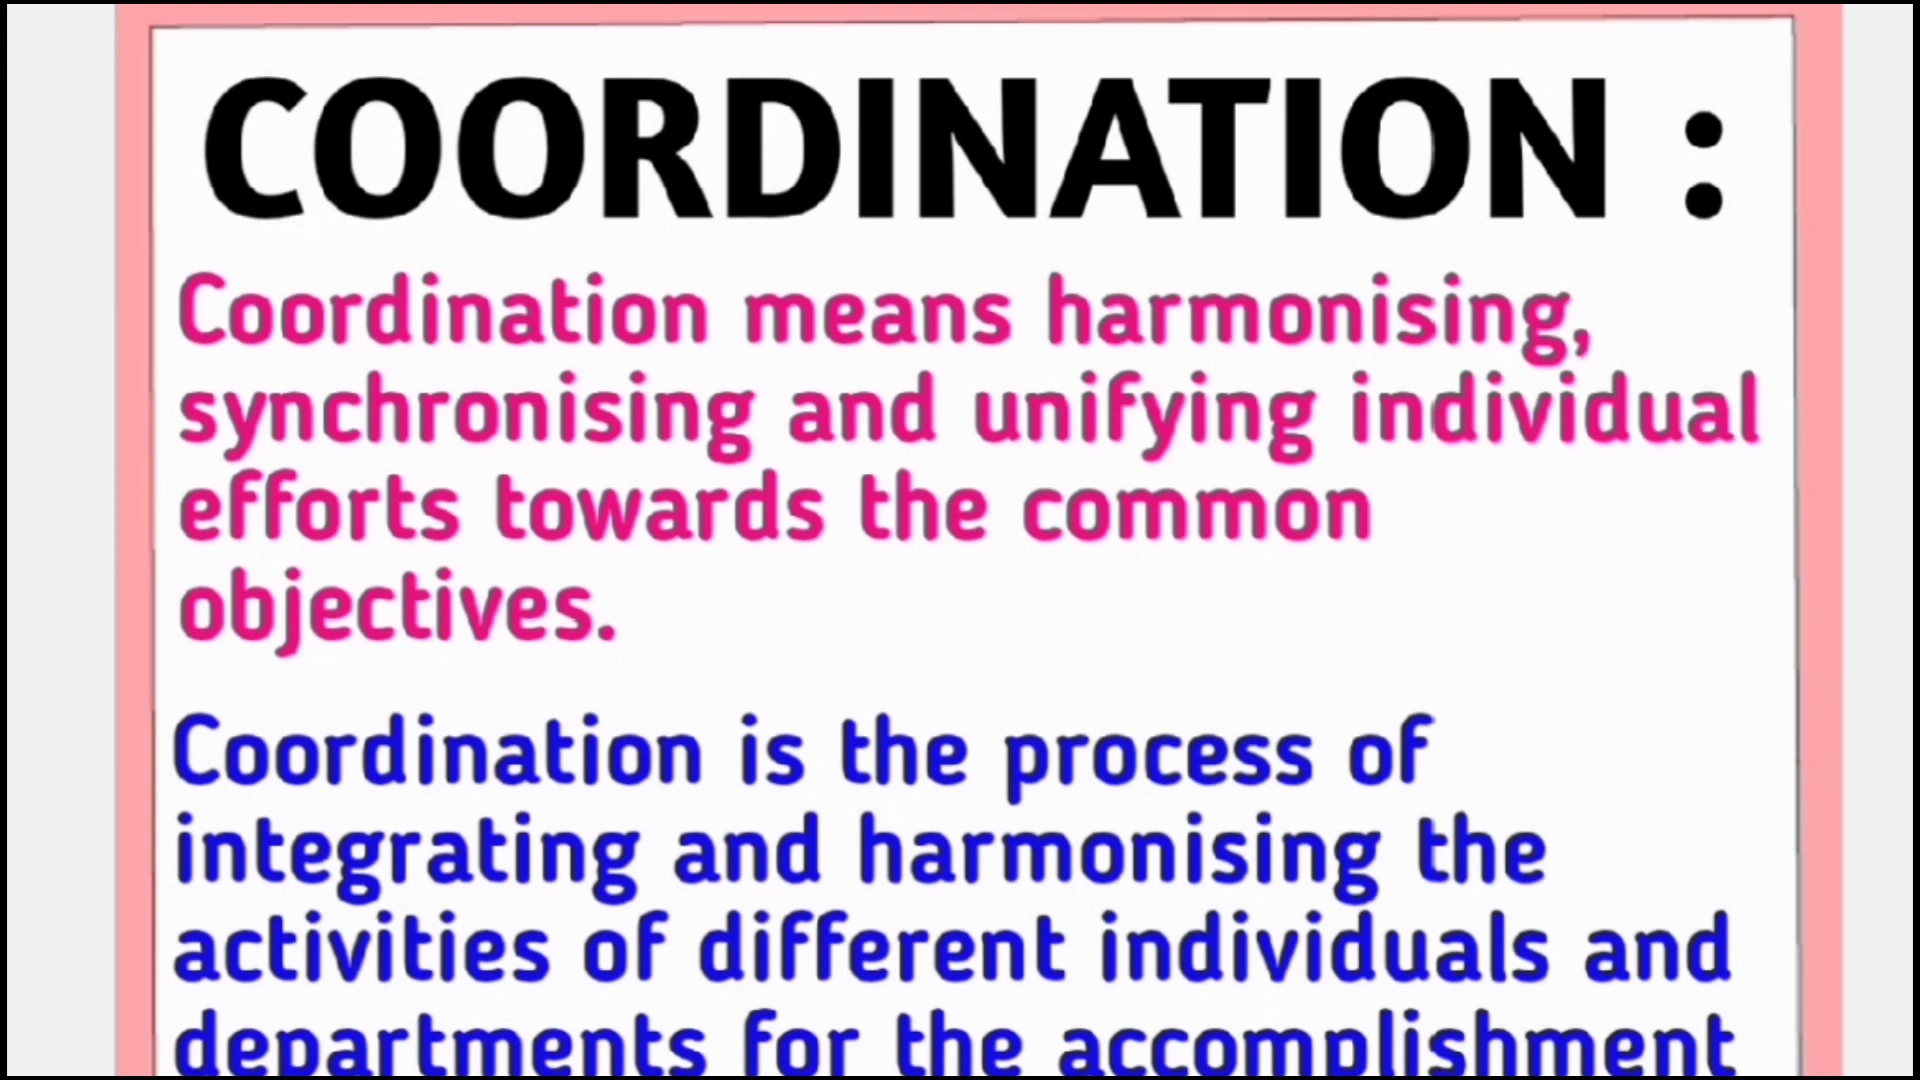 COORDINATION :
Coordination means harmonising,
synchronising and unifying individual
efforts towards the common
objectives.
Coordination is the process of
integrating and harmonising the
activities of different individuals and
departments for the accomplishment